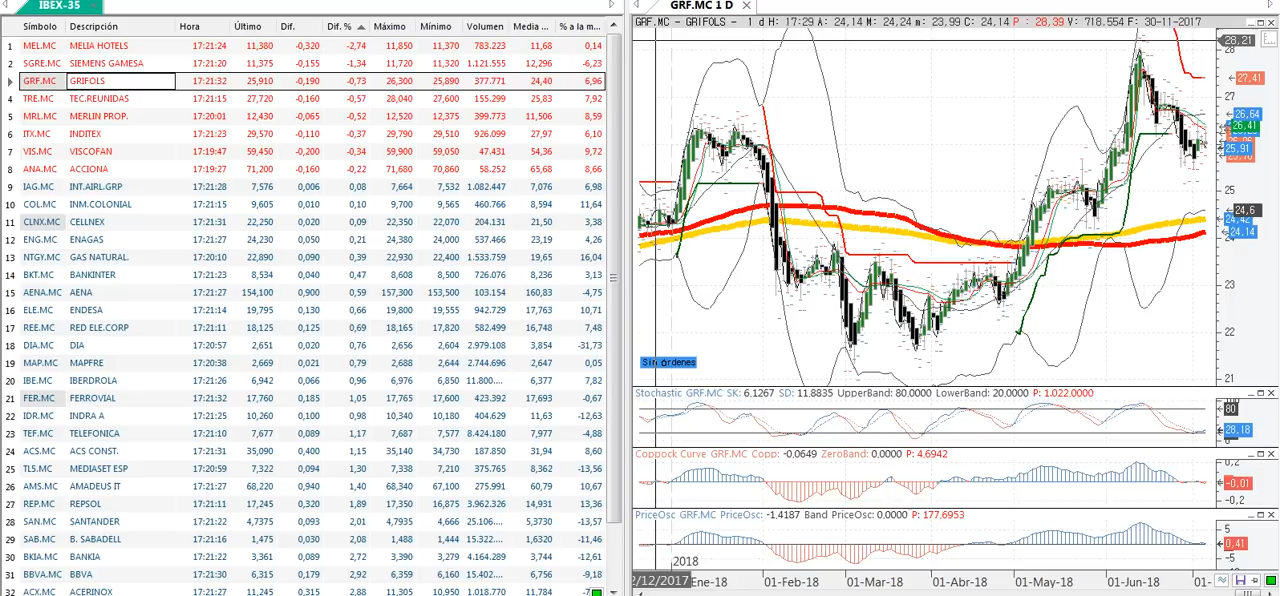 IBEX-35
Símbolo Descripción Hora Último Dif. Dif. % Máximo Mínimo Volumen Media ... % a la m...
1 MEL.MC MELIA HOTELS 17:21:24 11,380 -0,320 -2,74 11,850 11,370 783.223 11,68 0,14
2 SGRE.MC SIEMENS GAMESA 17:21:20 11,375 -0,155 -1,34 11,720 11,320 1.121.555 12,296 -6,23
GRF.MC GRIFOLS 17:21:32 25,910 -0,190 -0,73 26,300 25,890 377.771 24,40 6,96
4 TRE.MC TEC.REUNIDAS 17:21:15 27,720 -0,160 -0,57 28,040 27,600 155.299 25,83 7,92
5 MRL.MC MERLIN PROP. 17:20:01 12,430 -0,065 -0,52 12,520 12,375 399.773 11,506 8,59
6 ITX.MC INDITEX 17:21:23 29,570 -0,110 -0,37 29,790 29,510 926.099 27,97 6,10
7 VIS.MC VISCOFAN 17:19:47 59,450 -0,200 -0,34 59,900 59,050 47.431 54,36 9,72
8 ANA.MC ACCIONA 17:19:27 71,200 -0,160 -0,22 71,680 70,860 58.252 65,68 8,66
9 IAG.MC INT.AIRL.GRP 17:21:28 7,576 0,006 0,08 7,664 7,532 1.082.447 7,076 6,98
10 COL.MC INM.COLONIAL 17:21:15 9,605 0,010 0,10 9,700 9,565 460.766 8,594 11,64
11 CLNX.MC CELLNEX 17:21:31 22,250 0,020 0,09 22,350 22,070 204.131 21,50 3,38
12 ENG.MC ENAGAS 17:21:27 24,230 0,050 0,21 24,380 24,000 537.466 23,19 4,26
13 NTGY.MC GAS NATURAL. 17:20:10 22,890 0,090 0,39 22,930 22,400 1.533.759 19,65 16,04
14 BKT.MC BANKINTER 17:21:23 8,534 0,040 0,47 8,608 8,500 726.076 8,236 3,13
15 AENA.MC AENA 17:21:27 154,100 0,900 0,59 157,300 153,900 103.154 160,83 -4,75
16 ELE.MC ENDESA 17:21:14 19,795 0,130 0,66 19,800 19,555 942.729 17,763 10,71
17 REE.MC RED ELE.CORP 17:21:11 18,125 0,125 0,69 18,165 17,820 582.499 16,748 7,48
18 DIA.MC DIA 17:20:57 2,651 0,020 0,76 2,656 2,604 2.979.108 3,854 -31,73
19 MAP.MC MAPFRE 17:20:38 2,669 0,021 0,79 2,688 2,644 2.744.696 2,647 0,05
20 IBE.MC IBERDROLA 17:21:26 6,942 0,066 0,96 6,976 6,850 11.800.... 6,377 7,82
21 FER.MC FERROVIAL 17:21:32 17,760 0,185 1,05 17,765 17,600 423.392 17,693 -0,67
22 IDR.MC INDRA A 17:21:25 10,260 0,100 0,98 10,340 10,180 404.629 11,63 -12,63
23 TEF.MC TELEFONICA 17:21:10 7,677 0,089 1,17 7,687 7,577 8.424.180 7,977 -4,88
24 ACS.MC ACS CONST. 17:21:31 35,090 0,400 1,15 35,140 34,730 187.850 31,94 8,60
25 TL5.MC MEDIASET ESP 17:20:59 7,322 0,094 1,30 7,338 7,210 375.765 8,362 -13,56
26 AMS.MC AMADEUS IT 17:21:27 68,220 0,940 1,40 68,340 67,100 275.991 60,79 10,67
27 REP.MC REPSOL 17:21:24 17,245 0,320 1,89 17,350 16,875 3.962.326 14,931 13,36
28 SAN.MC SANTANDER 17:21:22 4,7375 0,093 2,01 4,7935 4,666 25.106.... 5,3730 -13,57
29 SAB.MC B. SABADELL 17:21:16 1,475 0,030 2,08 1,488 1,444 15.322.... 1,6320 -11,46
30 BKIA.MC BANKIA 17:21:22 3,361 0,089 2,72 3,390 3,279 4.164.289 3,744 -12,61
31 BBVA.MC BBVA 17:21:30 6,315 0,179 2,92 6,359 6,160 15.402.... 6,756 -9,18
32 ACX.MC ACERINOX 17:21:27 11,245 0,315 2,88 11,305 10,930 1.018.770 11,784
GRF.MC 1 D
GRF.MC - GRIFOLS - 1 d H: 17:29 A: 24,14 M: 24,24 m: 23,99 C: 24,14 P : 28,39 V: 718.554 F: 30-11-2017
28,21
28
27,41
27
26,64
26,41
25,91
25
24,6
24,42
24,14
24
23
22
21
Sin órdenes
Stochastic GRF.MC SK: 6,1267 SD: 11,8835 UpperBand: 80,0000 LowerBand: 20,0000 P: 1.022,0000
80
28,18
0
Coppock Curve GRF.MC Copp: -0,0649 ZeroBand: 0,0000 P: 4,6942
0,2
-0,01
-0,2
PriceOsc GRF.MC PriceOsc: -1,4187 Band PriceOsc: 0,0000 P: 177,6953
5
0,41
-5
2018
2/12/2017 Ene-18 01-Feb-18 01-Mar-18 01-Abr-18 01-May-18 01-Jun-18 01-